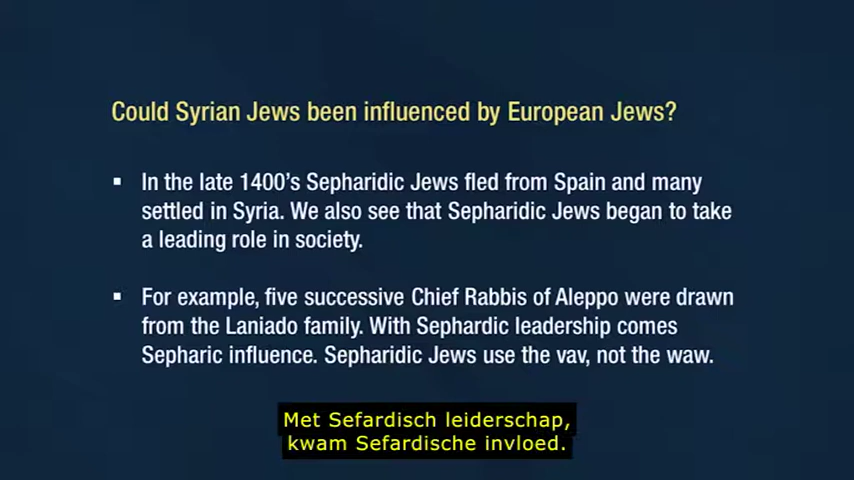 Could Syrian Jews been influenced by European Jews?
▪ In the late 1400's Sepharidic Jews fled from Spain and many
settled in Syria. We also see that Sepharidic Jews began to take
a leading role in society.
▪ For example, five successive Chief Rabbis of Aleppo were drawn
from the Laniado family. With Sephardic leadership comes
Sepharic influence. Sepharidic Jews use the vav, not the waw.
Met Sefardisch leiderschap,
kwam Sefardische invloed.